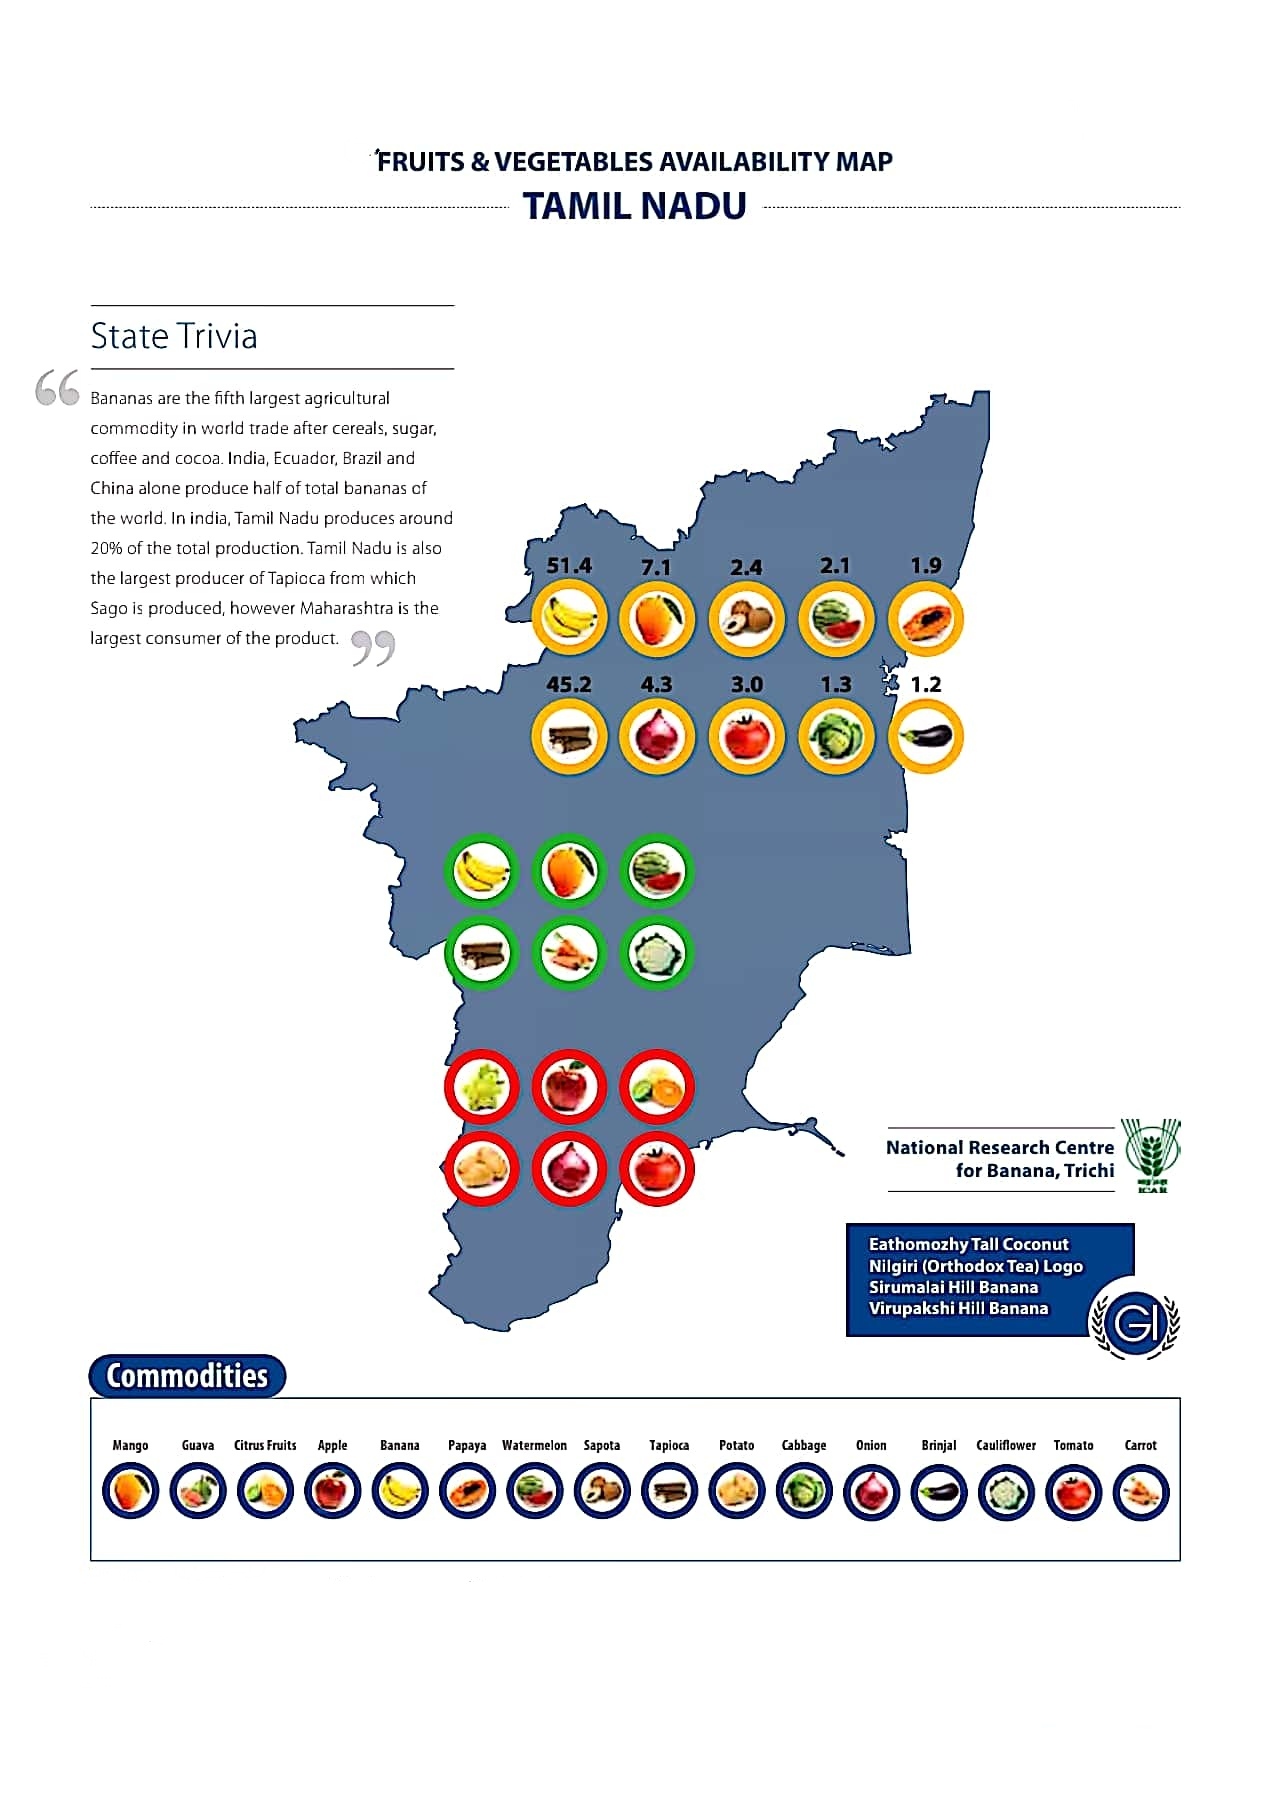 FRUITS & VEGETABLES AVAILABILITY MAP
TAMIL NADU
State Trivia
“ Bananas are the fifth largest agricultural
commodity in world trade after cereals, sugar,
coffee and cocoa. India, Ecuador, Brazil and
China alone produce half of total bananas of
the world. In india, Tamil Nadu produces around
20% of the total production. Tamil Nadu is also
the largest producer of Tapioca from which
Sago is produced, however Maharashtra is the
largest consumer of the product. ”
51.4 7.1 2.4 2.1 1.9
45.2 4.3 3.0 1.3 1.2
National Research Centre
for Banana, Trichi
ICAR
Eathomozhy Tall Coconut
Nilgiri (Orthodox Tea) Logo
Sirumalai Hill Banana
Virupakshi Hill Banana
GI
Commodities
Mango Guava Citrus Fruits Apple Banana Papaya Watermelon Sapota Tapioca Potato Cabbage Onion Brinjal Cauliflower Tomato Carrot